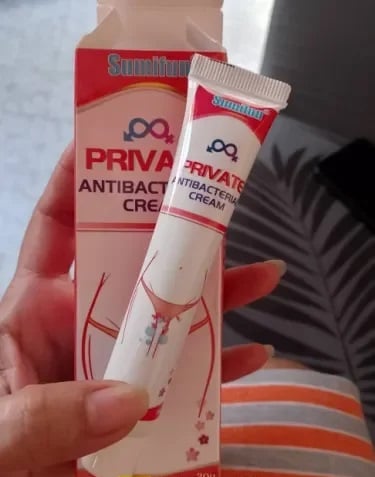 Sumifun
PRIVATE
ANTIBACTERIAL
CREAM
Sumifun
PRIVATE
ANTIBACTERIAL
CREAM